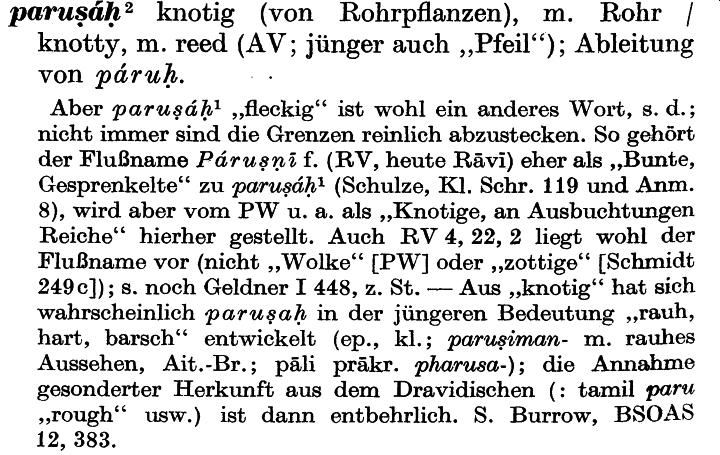 paruṣáḥ² knotig (von Rohrpflanzen), m. Rohr /
knotty, m. reed (AV; jünger auch „Pfeil“); Ableitung
von páruḥ.
Aber paruṣáḥ¹ „fleckig“ ist wohl ein anderes Wort, s. d.;
nicht immer sind die Grenzen reinlich abzustecken. So gehört
der Flußname Páruṣṇī f. (RV, heute Rāvī) eher als „Bunte,
Gesprenkelte“ zu paruṣáḥ¹ (Schulze, Kl. Schr. 119 und Anm.
8), wird aber vom PW u. a. als „Knotige, an Ausbuchtungen
Reiche“ hierher gestellt. Auch RV 4, 22, 2 liegt wohl der
Flußname vor (nicht „Wolke“ [PW] oder „zottige“ [Schmidt
249c]); s. noch Geldner I 448, z. St. — Aus „knotig“ hat sich
wahrscheinlich paruṣaḥ in der jüngeren Bedeutung „rauh,
hart, barsch“ entwickelt (ep., kl.; paruṣiman- m. rauhes
Aussehen, Ait.-Br.; pāli prākr. pharusa-); die Annahme
gesonderter Herkunft aus dem Dravidischen (: tamil paru
„rough“ usw.) ist dann entbehrlich. S. Burrow, BSOAS
12, 383.